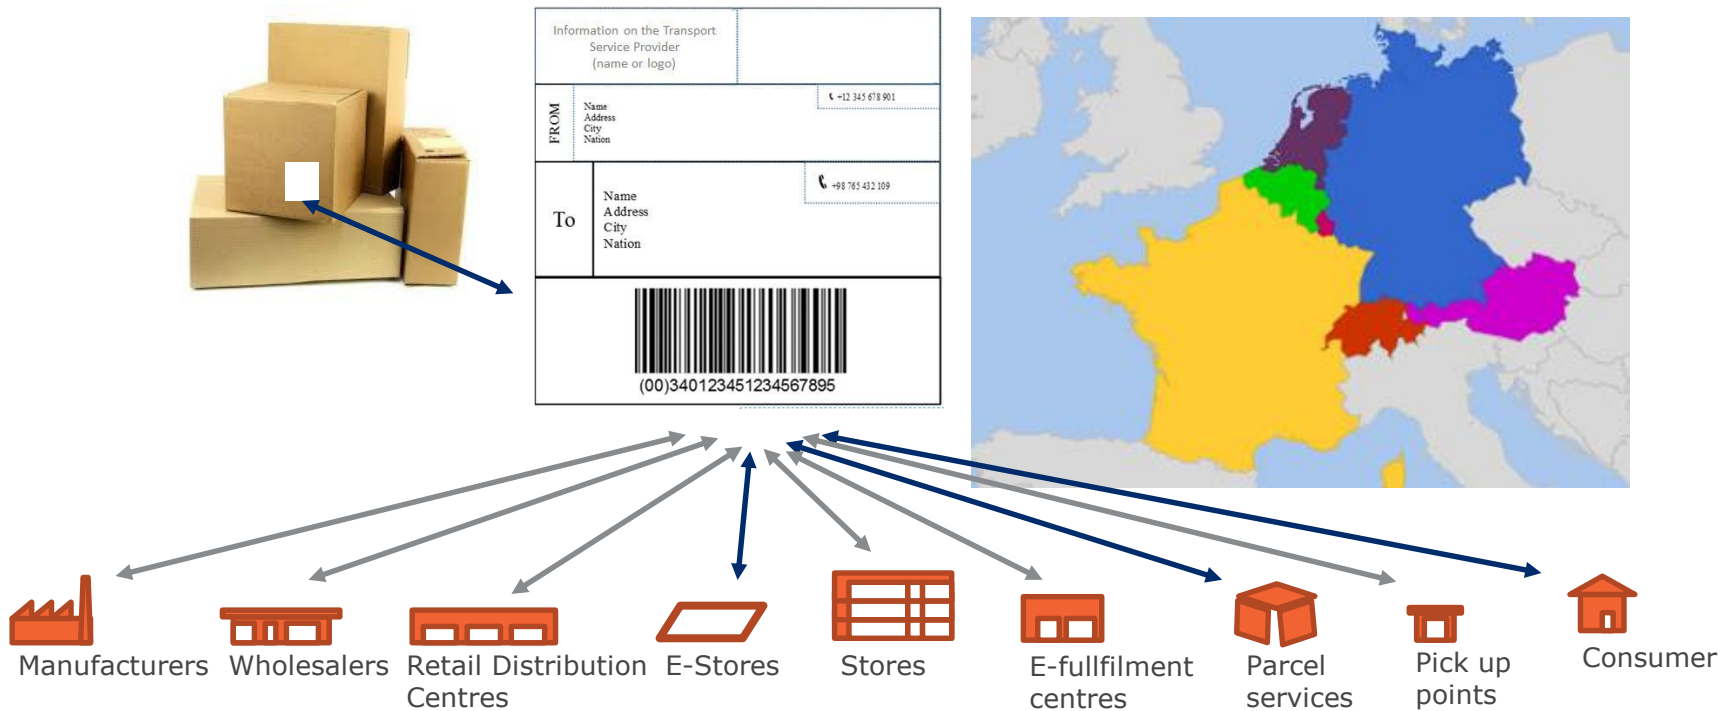 Information on the Transport
Service Provider
(name or logo)
FROM
Name
Address
City
Nation
+12 345 678 901
To
Name
Address
City
Nation
+98 765 432 109
(00)340123451234567895
Manufacturers
Wholesalers
Retail Distribution
Centres
E-Stores
Stores
E-fullfilment
centres
Parcel
services
Pick up
points
Consumer